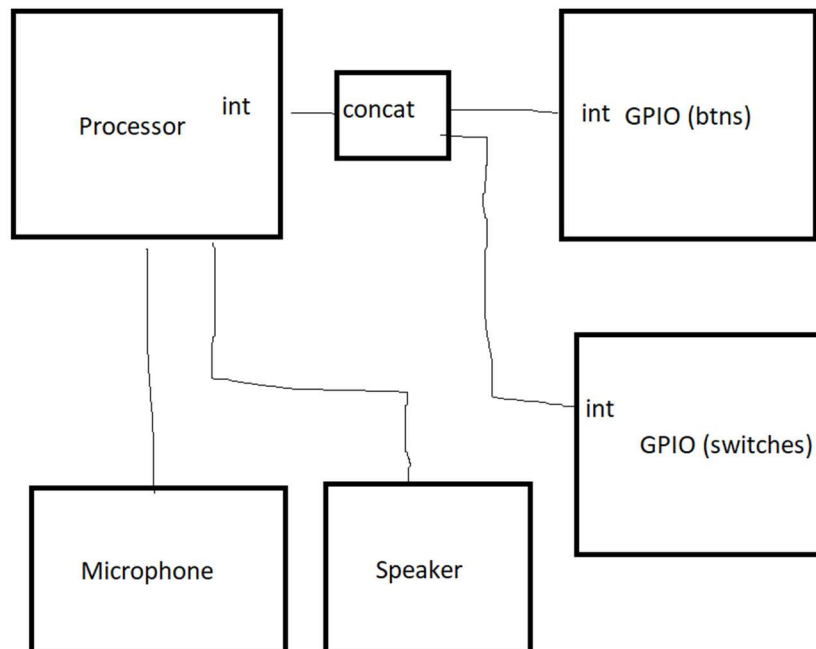 Processor
int
concat
int
GPIO (btns)
int
GPIO (switches)
Microphone
Speaker